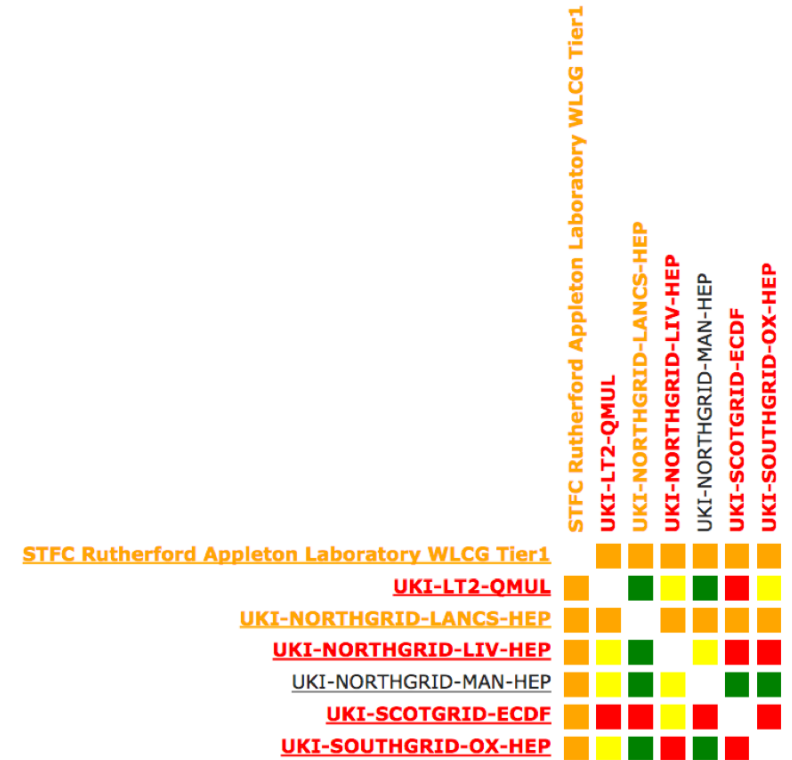 STFC Rutherford Appleton Laboratory WLCG Tier1
UKI-LT2-QMUL
UKI-NORTHGRID-LANCS-HEP
UKI-NORTHGRID-LIV-HEP
UKI-NORTHGRID-MAN-HEP
UKI-SCOTGRID-ECDF
UKI-SOUTHGRID-OX-HEP
STFC Rutherford Appleton Laboratory WLCG Tier1
UKI-LT2-QMUL
UKI-NORTHGRID-LANCS-HEP
UKI-NORTHGRID-LIV-HEP
UKI-NORTHGRID-MAN-HEP
UKI-SCOTGRID-ECDF
UKI-SOUTHGRID-OX-HEP